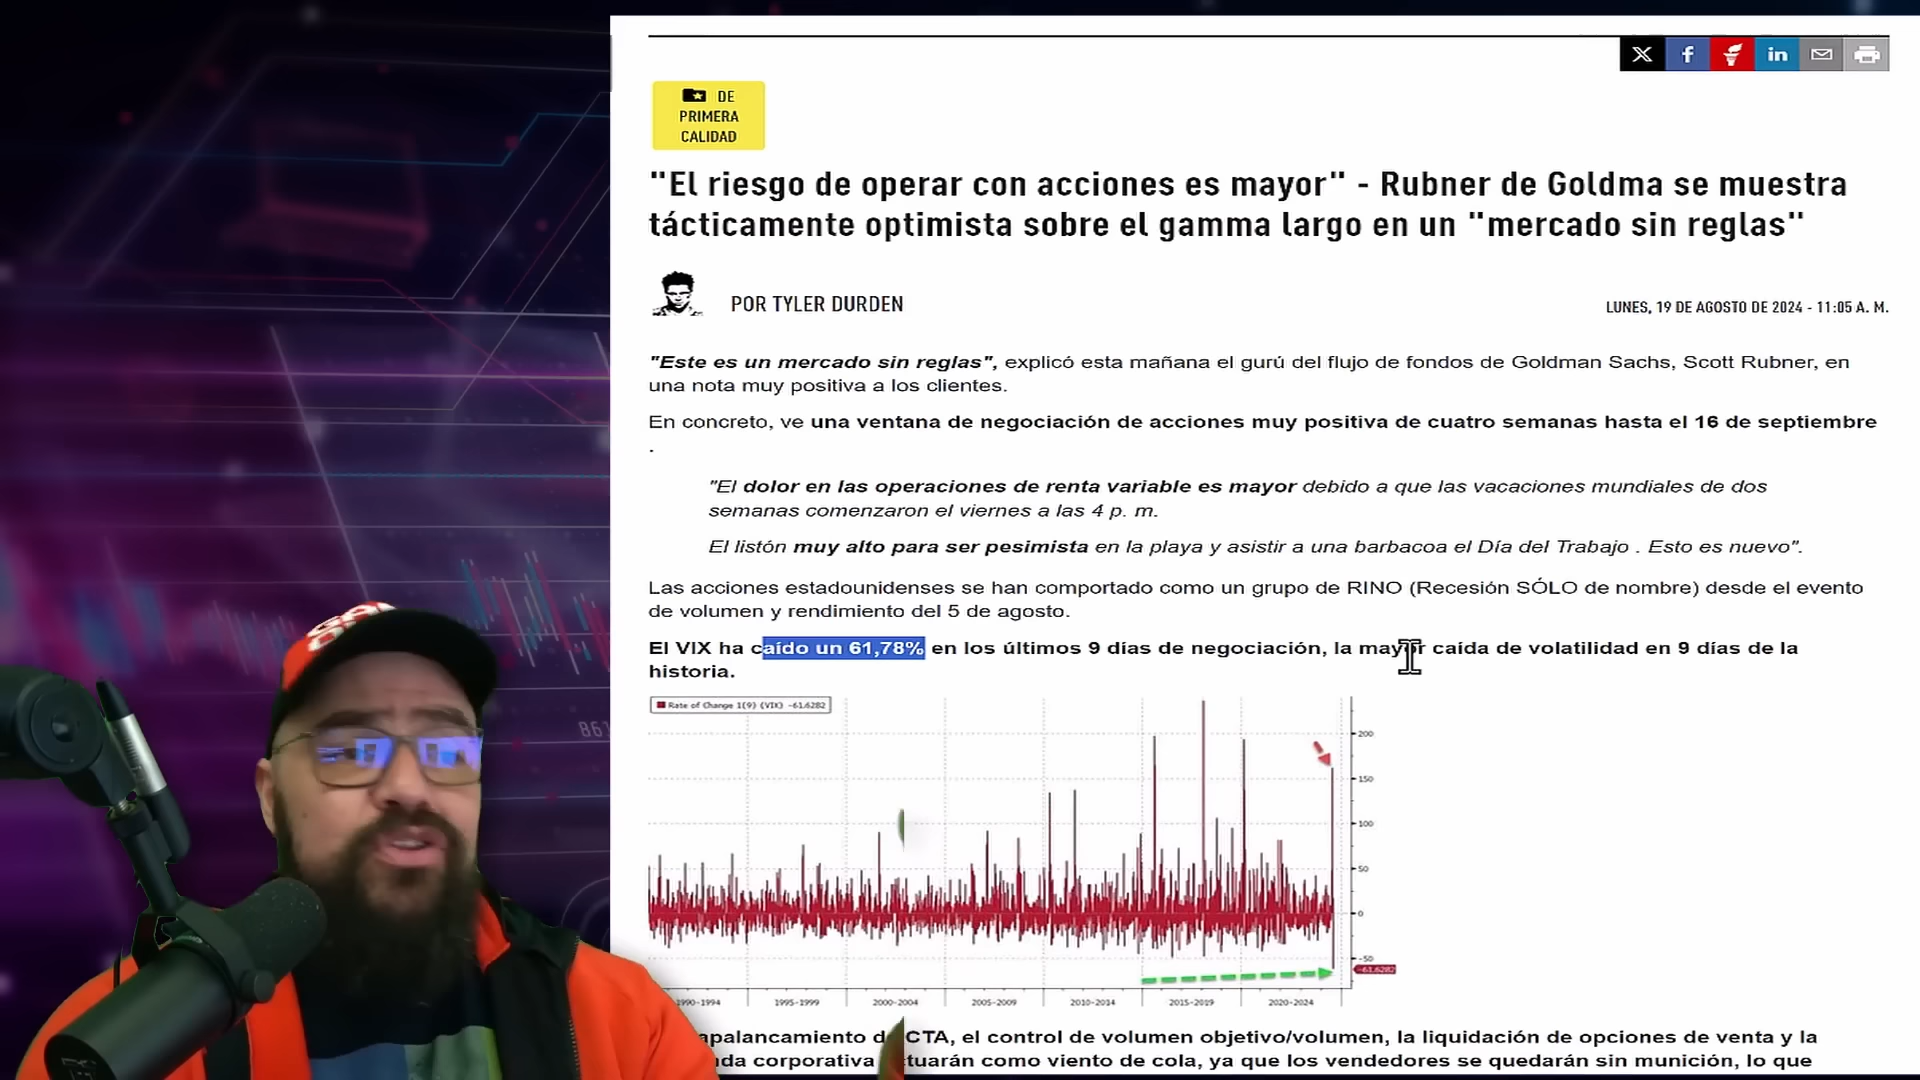 DE
PRIMERA
CALIDAD
"El riesgo de operar con acciones es mayor" - Rubner de Goldma se muestra
tácticamente optimista sobre el gamma largo en un "mercado sin reglas"
POR TYLER DURDEN
LUNES, 19 DE AGOSTO DE 2024 - 11:05 A. M.
"Este es un mercado sin reglas", explicó esta mañana el gurú del flujo de fondos de Goldman Sachs, Scott Rubner, en
una nota muy positiva a los clientes.
En concreto, ve una ventana de negociación de acciones muy positiva de cuatro semanas hasta el 16 de septiembre
.
"El dolor en las operaciones de renta variable es mayor debido a que las vacaciones mundiales de dos
semanas comenzaron el viernes a las 4 p. m.
El listón muy alto para ser pesimista en la playa y asistir a una barbacoa el Día del Trabajo . Esto es nuevo".
Las acciones estadounidenses se han comportado como un grupo de RINO (Recesión SÓLO de nombre) desde el evento
de volumen y rendimiento del 5 de agosto.
El VIX ha caído un 61,78% en los últimos 9 días de negociación, la mayor caída de volatilidad en 9 días de la
historia.
Rate of Change 1(9) (VIX) -61.6282
200
150
100
50
0
-50
-61.6282
1990-1994 1995-1999 2000-2004 2005-2009 2010-2014 2015-2019 2020-2024
apalancamiento d CTA, el control de volumen objetivo/volumen, la liquidación de opciones de venta y la
da corporativa tuarán como viento de cola, ya que los vendedores se quedarán sin munición, lo que